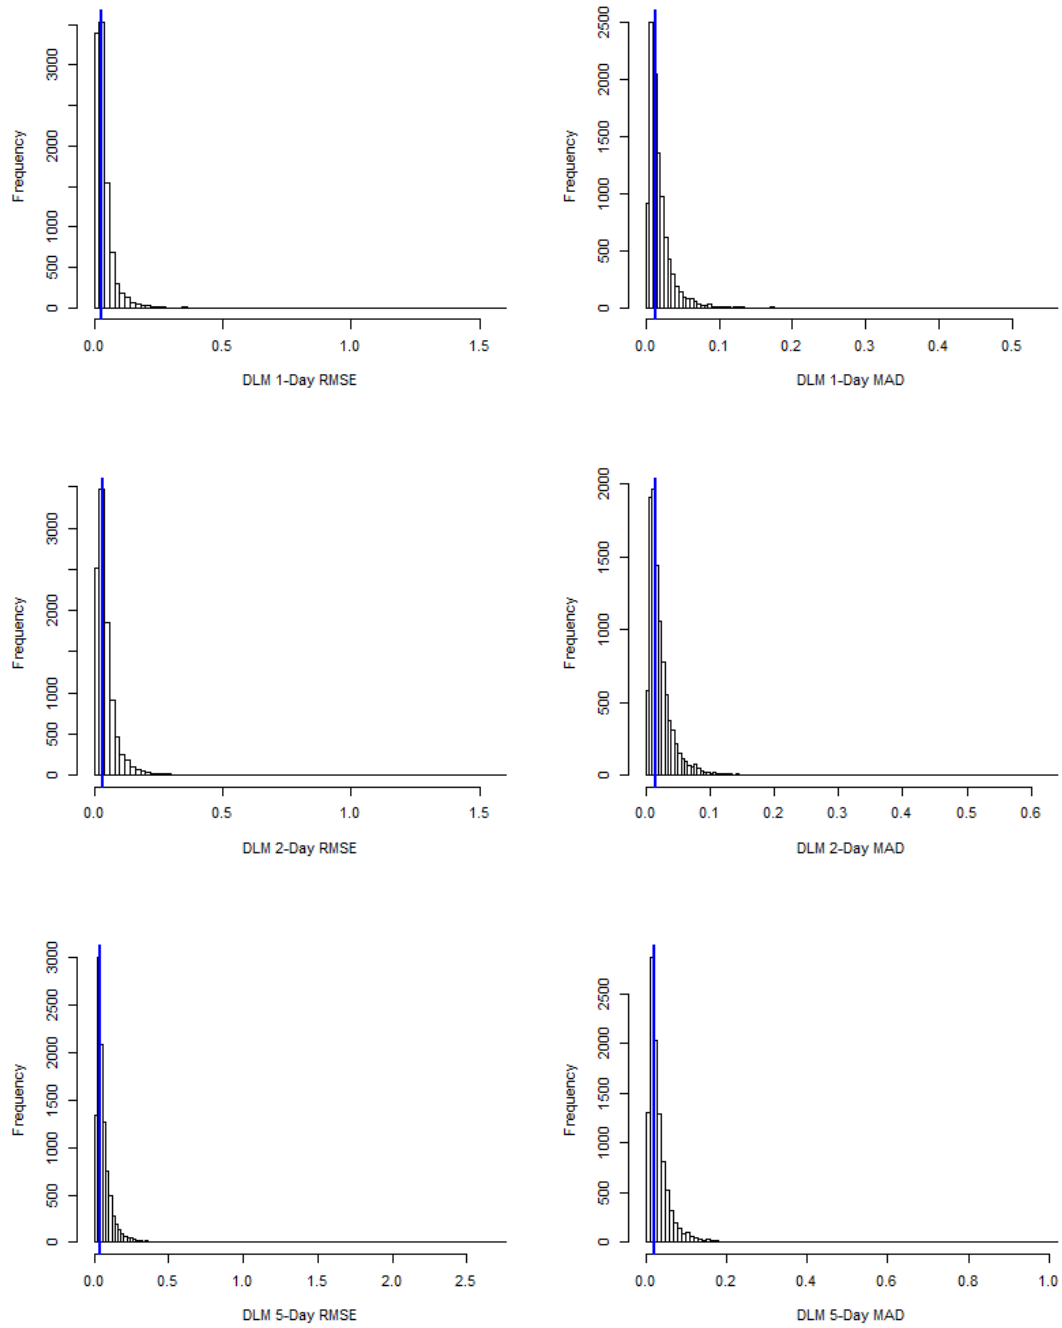 Frequency
0 500 1000 2000 3000
0.0 0.5 1.0 1.5
DLM 1-Day RMSE
Frequency
0 500 1000 1500 2000 2500
0.0 0.1 0.2 0.3 0.4 0.5
DLM 1-Day MAD
Frequency
0 500 1000 2000 3000
0.0 0.5 1.0 1.5
DLM 2-Day RMSE
Frequency
0 500 1000 1500 2000
0.0 0.1 0.2 0.3 0.4 0.5 0.6
DLM 2-Day MAD
Frequency
0 500 1000 1500 2000 2500 3000
0.0 0.5 1.0 1.5 2.0 2.5
DLM 5-Day RMSE
Frequency
0 500 1000 1500 2000 2500
0.0 0.2 0.4 0.6 0.8 1.0
DLM 5-Day MAD